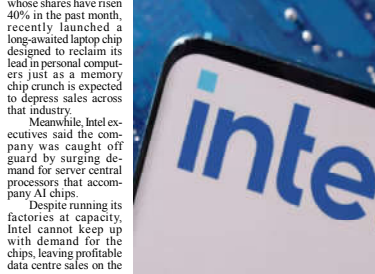 whose shares have risen
40% in the past month,
recently launched a
long-awaited laptop chip
designed to reclaim its
lead in personal comput-
ers just as a memory
chip crunch is expected
to depress sales across
that industry.
Meanwhile, Intel ex-
ecutives said the com-
pany was caught off
guard by surging de-
mand for server central
processors that accom-
pany AI chips.
Despite running its
factories at capacity,
Intel cannot keep up
with demand for the
chips, leaving profitable
data centre sales on the
inte